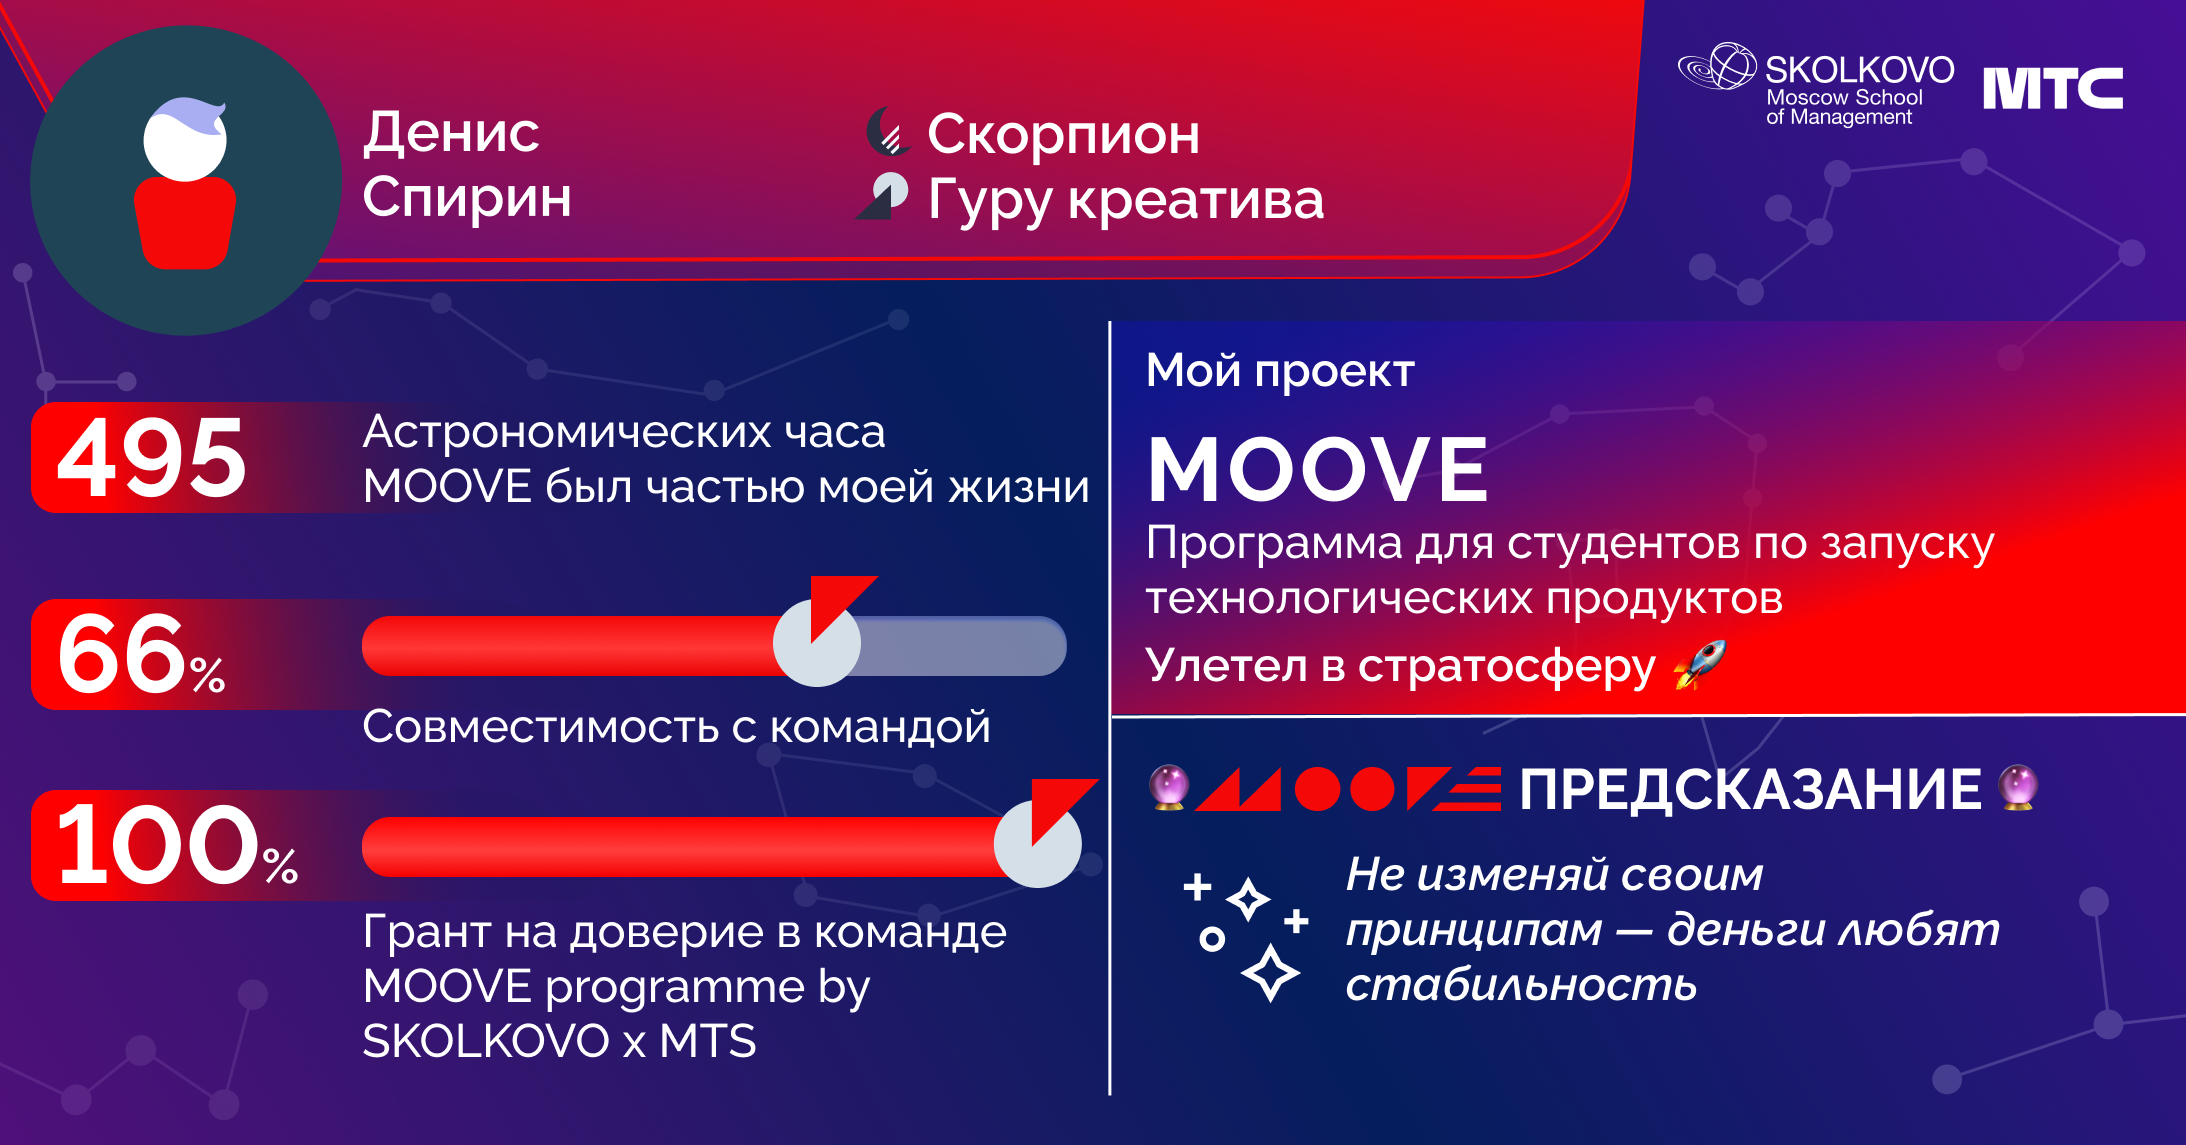 Денис
Спирин
Скорпион
Гуру креатива
SKOLKOVO
Moscow School
of Management
МТС
495
Астрономических часа
MOOVE был частью моей жизни
66%
Совместимость с командой
100%
Грант на доверие в команде
MOOVE programme by
SKOLKOVO x MTS
Мой проект
MOOVE
Программа для студентов по запуску
технологических продуктов
Улетел в стратосферу 🚀
🔮 MOOVE ПРЕДСКАЗАНИЕ 🔮
Не изменяй своим
принципам — деньги любят
стабильность